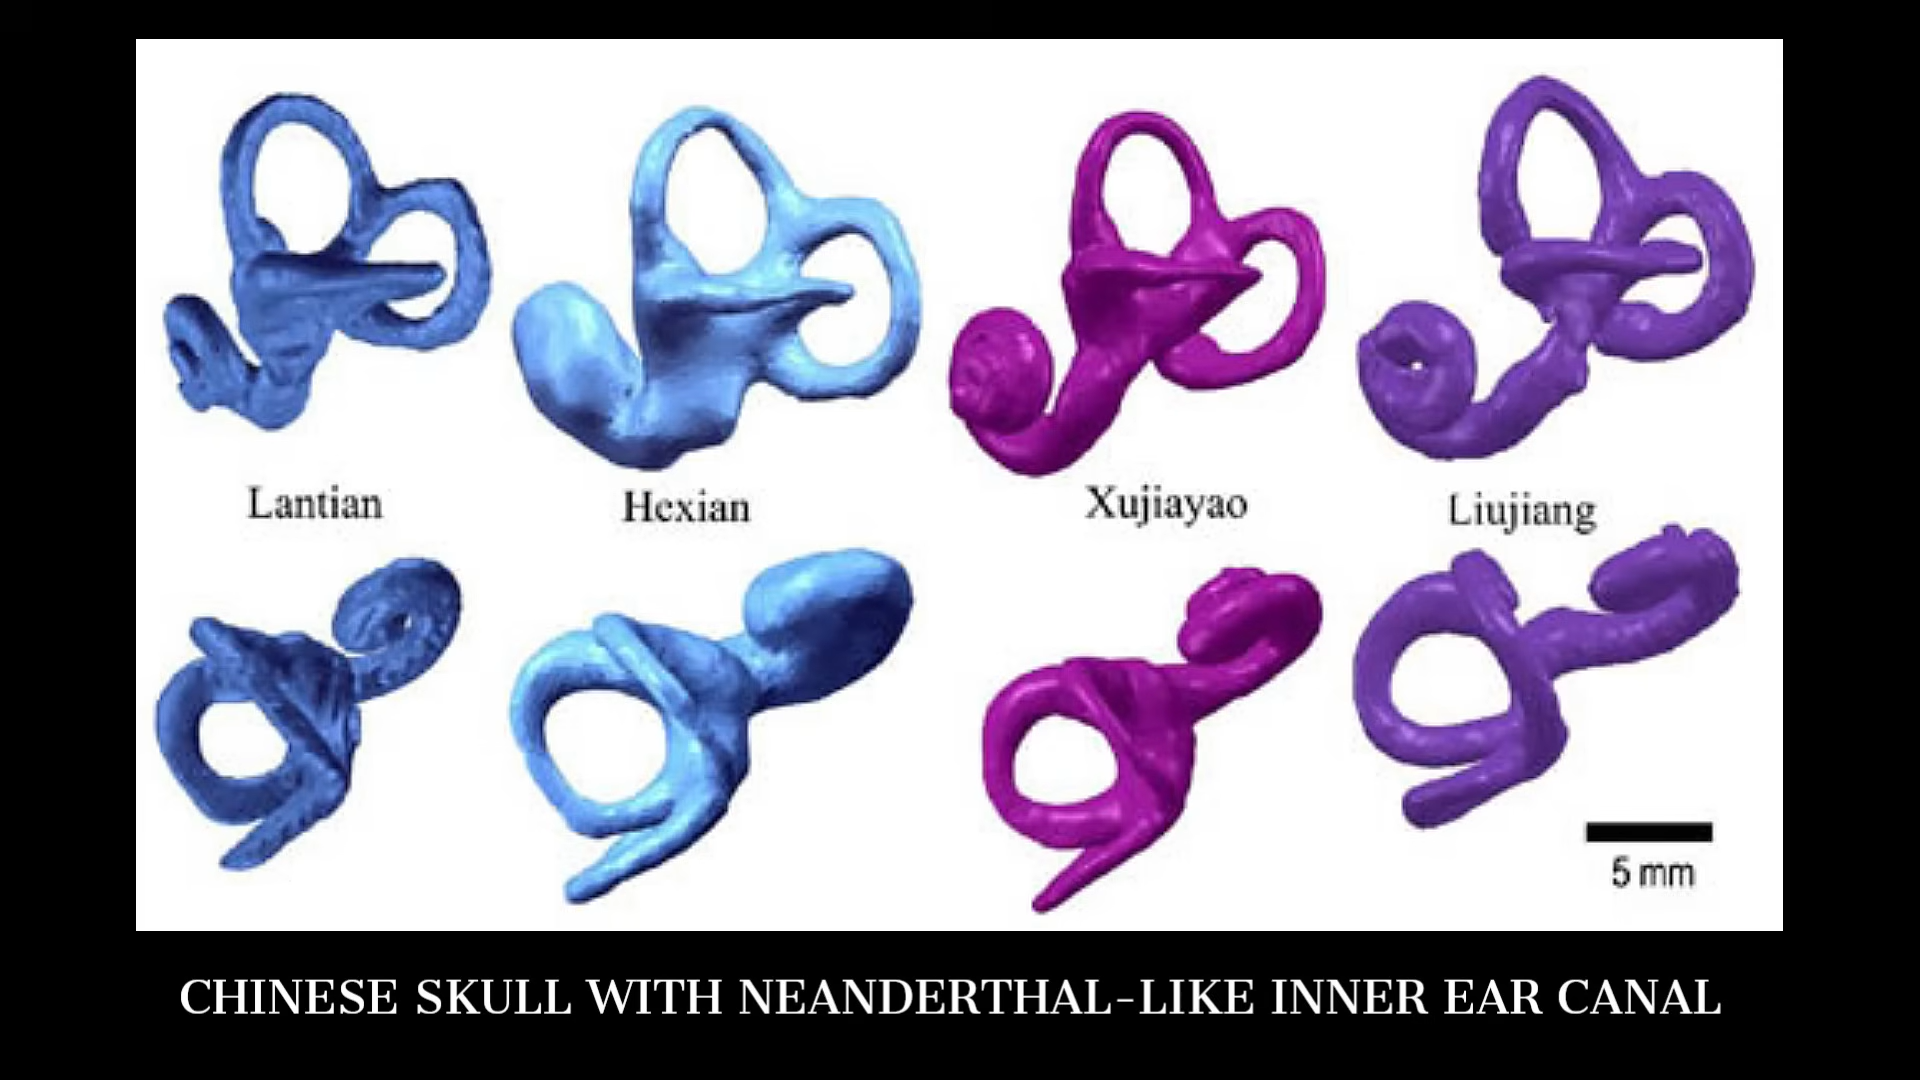 Lantian
Hexian
Xujiayao
Liujiang
5 mm
CHINESE SKULL WITH NEANDERTHAL-LIKE INNER EAR CANAL